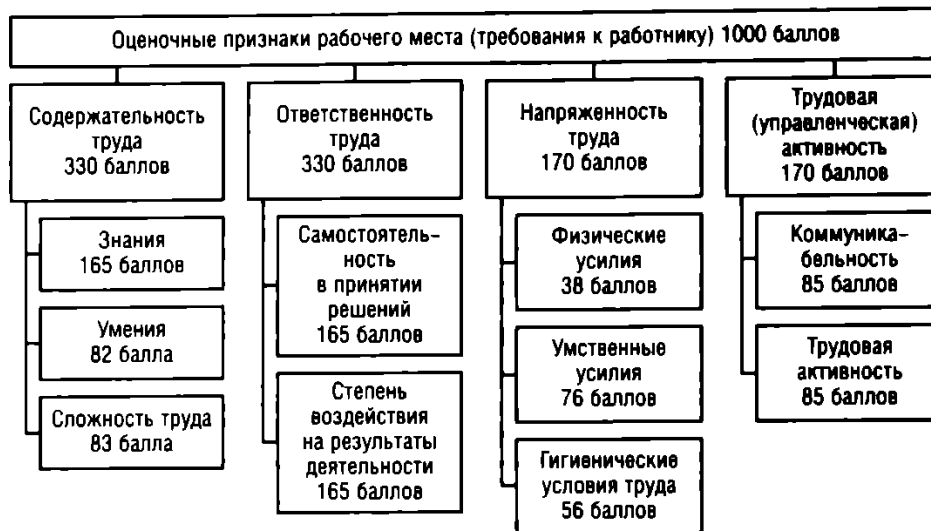 Оценочные признаки рабочего места (требования к работнику) 1000 баллов
Содержательность
труда
330 баллов
Знания
165 баллов
Умения
82 балла
Сложность труда
83 балла
Ответственность
труда
330 баллов
Самостоятель-
ность
в принятии
решений
165 баллов
Степень
воздействия
на результаты
деятельности
165 баллов
Напряженность
труда
170 баллов
Физические
усилия
38 баллов
Умственные
усилия
76 баллов
Гигиенические
условия труда
56 баллов
Трудовая
(управленческая)
активность
170 баллов
Коммуника-
бельность
85 баллов
Трудовая
активность
85 баллов